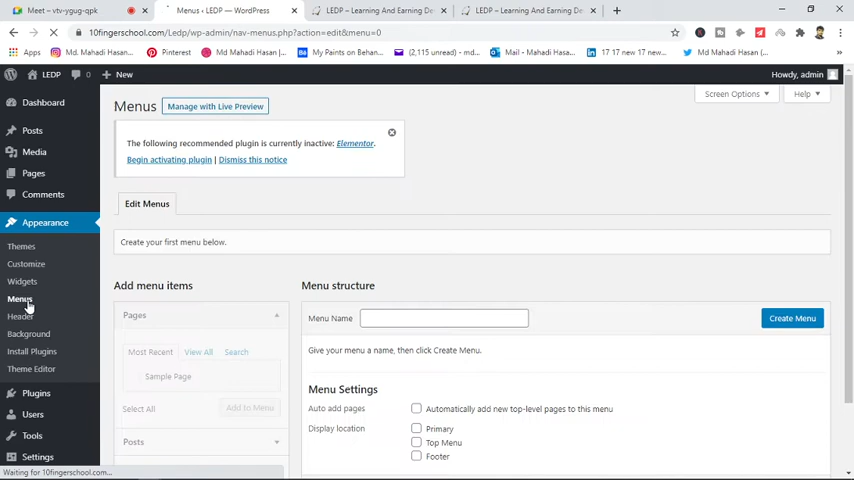 Meet – vtv-ygug-qpk
Menus ‹ LEDP — WordPress
LEDP – Learning And Earning De
LEDP – Learning And Earning De
10fingerschool.com/Ledp/wp-admin/nav-menus.php?action=edit&menu=0
Apps
Md. Mahadi Hasan |...
Pinterest
Md Mahadi Hasan |...
My Paints on Behan...
(2,115 unread) - md...
Mail - Mahadi Hasa...
17 17 new 17 new...
Md Mahadi Hasan (...
LEDP
0
New
Howdy, admin
Dashboard
Posts
Media
Pages
Comments
Appearance
Themes
Customize
Widgets
Menus
Header
Background
Install Plugins
Theme Editor
Plugins
Users
Tools
Settings
Waiting for 10fingerschool.com...
Screen Options
Help
Menus
Manage with Live Preview
The following recommended plugin is currently inactive: Elementor.
Begin activating plugin | Dismiss this notice
Edit Menus
Create your first menu below.
Add menu items
Pages
Most Recent
View All
Search
Sample Page
Select All
Add to Menu
Posts
Menu structure
Menu Name
Create Menu
Give your menu a name, then click Create Menu.
Menu Settings
Auto add pages
Automatically add new top-level pages to this menu
Display location
Primary
Top Menu
Footer